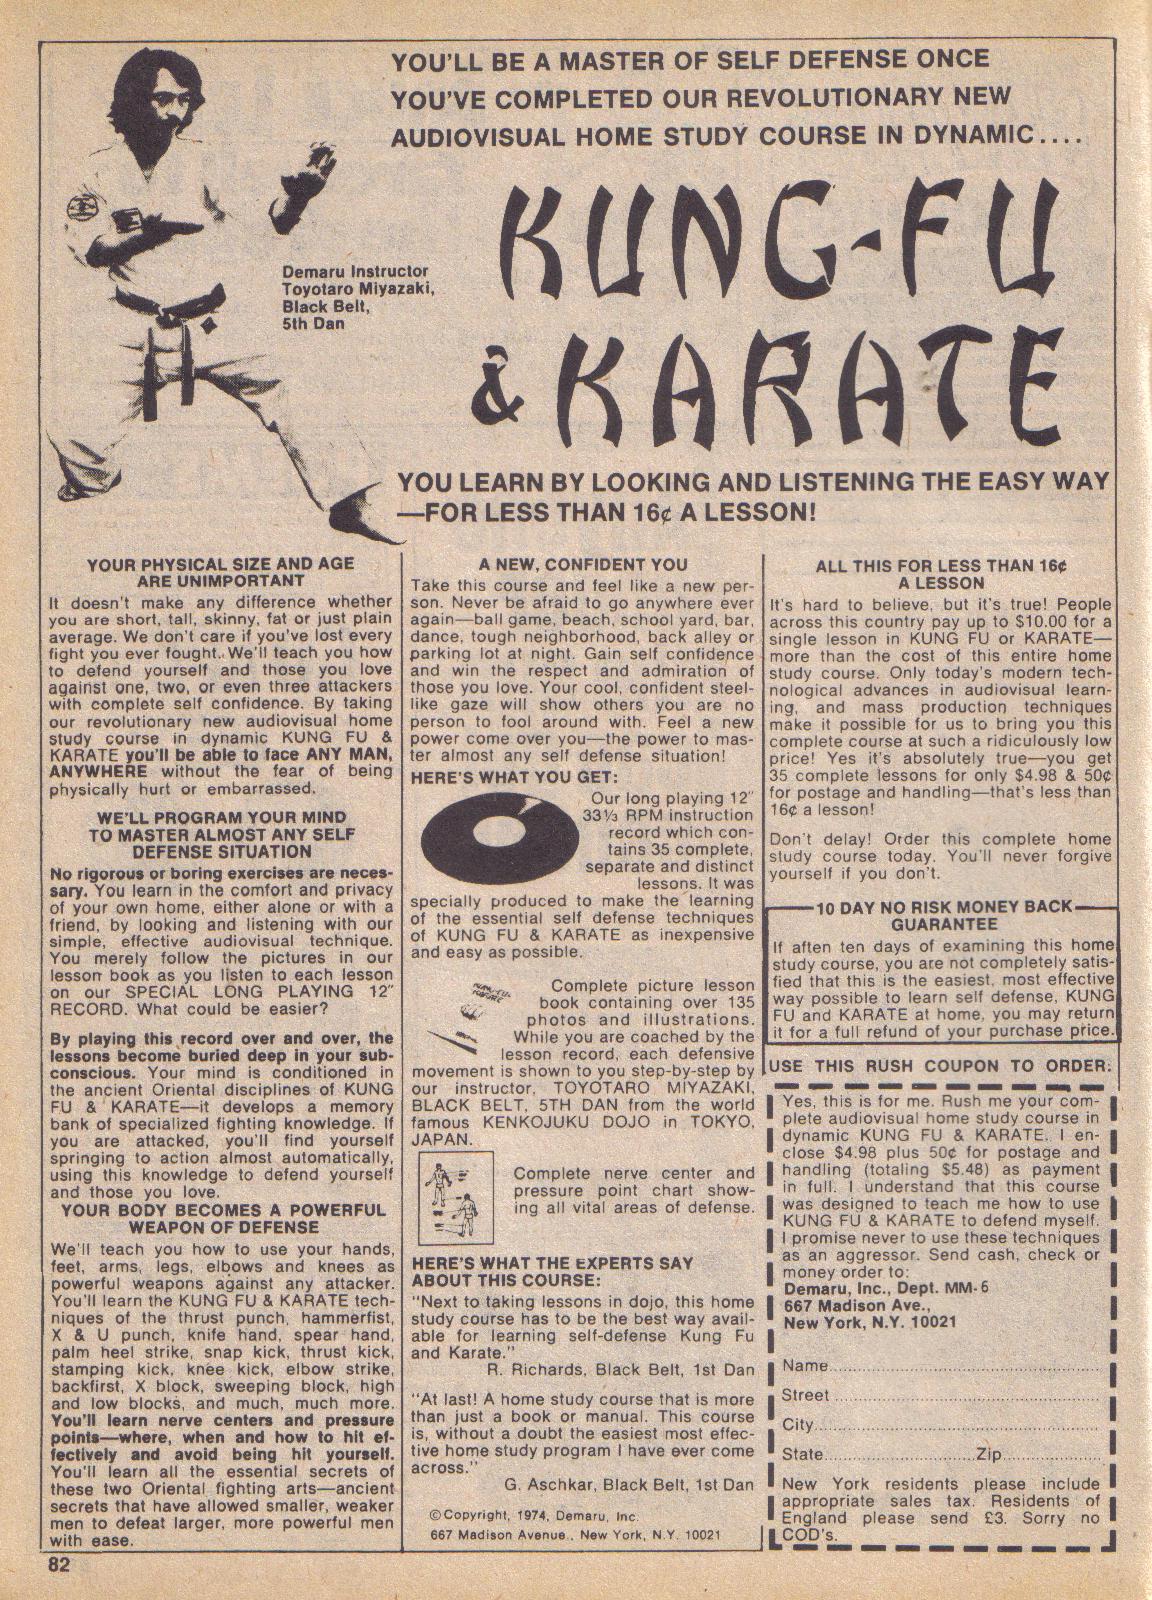 YOU'LL BE A MASTER OF SELF DEFENSE ONCE
YOU'VE COMPLETED OUR REVOLUTIONARY NEW
AUDIOVISUAL HOME STUDY COURSE IN DYNAMIC....
KUNG-FU
& KARATE
Demaru Instructor
Toyotaro Miyazaki,
Black Belt,
5th Dan
YOU LEARN BY LOOKING AND LISTENING THE EASY WAY
—FOR LESS THAN 16¢ A LESSON!
YOUR PHYSICAL SIZE AND AGE
ARE UNIMPORTANT
It doesn't make any difference whether
you are short, tall, skinny, fat or just plain
average. We don't care if you've lost every
fight you ever fought. We'll teach you how
to defend yourself and those you love
against one, two, or even three attackers
with complete self confidence. By taking
our revolutionary new audiovisual home
study course in dynamic KUNG FU &
KARATE you'll be able to face ANY MAN,
ANYWHERE without the fear of being
physically hurt or embarrassed.
WE'LL PROGRAM YOUR MIND
TO MASTER ALMOST ANY SELF
DEFENSE SITUATION
No rigorous or boring exercises are neces-
sary. You learn in the comfort and privacy
of your own home, either alone or with a
friend, by looking and listening with our
simple, effective audiovisual technique.
You merely follow the pictures in our
lesson book as you listen to each lesson
on our SPECIAL LONG PLAYING 12"
RECORD. What could be easier?
By playing this record over and over, the
lessons become buried deep in your sub-
conscious. Your mind is conditioned in
the ancient Oriental disciplines of KUNG
FU & KARATE—it develops a memory
bank of specialized fighting knowledge. If
you are attacked, you'll find yourself
springing to action almost automatically,
using this knowledge to defend yourself
and those you love.
YOUR BODY BECOMES A POWERFUL
WEAPON OF DEFENSE
We'll teach you how to use your hands,
feet, arms, legs, elbows and knees as
powerful weapons against any attacker.
You'll learn the KUNG FU & KARATE tech-
niques of the thrust punch, hammerfist,
X & U punch, knife hand, spear hand,
palm heel strike, snap kick, thrust kick,
stamping kick, knee kick, elbow strike,
backfirst, X block, sweeping block, high
and low blocks, and much, much more.
You'll learn nerve centers and pressure
points—where, when and how to hit ef-
fectively and avoid being hit yourself.
You'll learn all the essential secrets of
these two Oriental fighting arts—ancient
secrets that have allowed smaller, weaker
men to defeat larger, more powerful men
with ease.
82
A NEW, CONFIDENT YOU
Take this course and feel like a new per-
son. Never be afraid to go anywhere ever
again—ball game, beach, school yard, bar,
dance, tough neighborhood, back alley or
parking lot at night. Gain self confidence
and win the respect and admiration of
those you love. Your cool, confident steel-
like gaze will show others you are no
person to fool around with. Feel a new
power come over you—the power to mas-
ter almost any self defense situation!
HERE'S WHAT YOU GET:
Our long playing 12"
33⅓ RPM instruction
record which con-
tains 35 complete,
separate and distinct
lessons. It was
specially produced to make the learning
of the essential self defense techniques
of KUNG FU & KARATE as inexpensive
and easy as possible.
Complete picture lesson
book containing over 135
photos and illustrations.
While you are coached by the
lesson record, each defensive
movement is shown to you step-by-step by
our instructor, TOYOTARO MIYAZAKI,
BLACK BELT, 5TH DAN from the world
famous KENKOJUKU DOJO in TOKYO,
JAPAN.
Complete nerve center and
pressure point chart show-
ing all vital areas of defense.
HERE'S WHAT THE EXPERTS SAY
ABOUT THIS COURSE:
"Next to taking lessons in dojo, this home
study course has to be the best way avail-
able for learning self-defense Kung Fu
and Karate."
R. Richards, Black Belt, 1st Dan
"At last! A home study course that is more
than just a book or manual. This course
is, without a doubt the easiest most effec-
tive home study program I have ever come
across."
G. Aschkar, Black Belt, 1st Dan
©Copyright, 1974, Demaru, Inc.
667 Madison Avenue., New York, N.Y. 10021
ALL THIS FOR LESS THAN 16¢
A LESSON
It's hard to believe, but it's true! People
across this country pay up to $10.00 for a
single lesson in KUNG FU or KARATE—
more than the cost of this entire home
study course. Only today's modern tech-
nological advances in audiovisual learn-
ing, and mass production techniques
make it possible for us to bring you this
complete course at such a ridiculously low
price! Yes it's absolutely true—you get
35 complete lessons for only $4.98 & 50¢
for postage and handling—that's less than
16¢ a lesson!
Don't delay! Order this complete home
study course today. You'll never forgive
yourself if you don't.
10 DAY NO RISK MONEY BACK
GUARANTEE
If aften ten days of examining this home
study course, you are not completely satis-
fied that this is the easiest, most effective
way possible to learn self defense, KUNG
FU and KARATE at home, you may return
it for a full refund of your purchase price.
USE THIS RUSH COUPON TO ORDER:
Yes, this is for me. Rush me your com-
plete audiovisual home study course in
dynamic KUNG FU & KARATE. I en-
close $4.98 plus 50¢ for postage and
handling (totaling $5.48) as payment
in full. I understand that this course
was designed to teach me how to use
KUNG FU & KARATE to defend myself.
I promise never to use these techniques
as an aggressor. Send cash, check or
money order to:
Demaru, Inc., Dept. MM-6
667 Madison Ave.,
New York, N.Y. 10021
Name
Street
City
State Zip
New York residents please include
appropriate sales tax. Residents of
England please send £3. Sorry no
COD's.